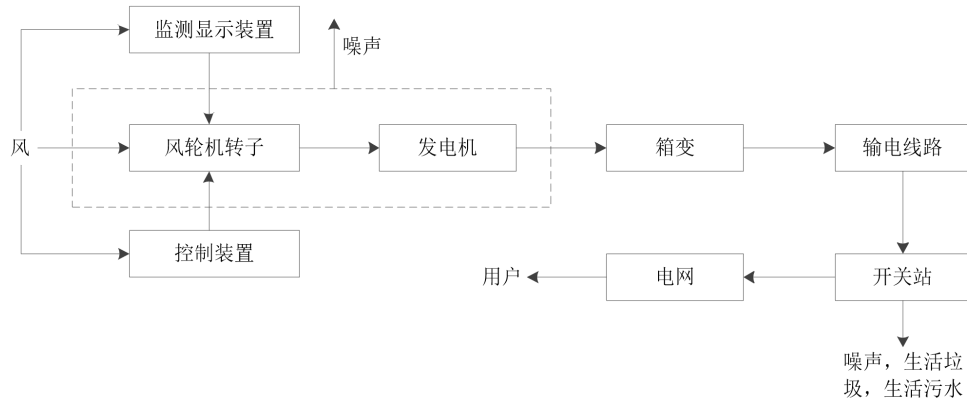 监测显示装置
噪声
风
风轮机转子
发电机
箱变
输电线路
控制装置
用户
电网
开关站
噪声，生活垃
圾，生活污水